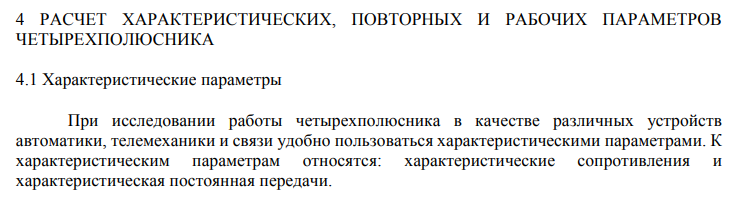 4 РАСЧЕТ ХАРАКТЕРИСТИЧЕСКИХ, ПОВТОРНЫХ И РАБОЧИХ ПАРАМЕТРОВ
ЧЕТЫРЕХПОЛЮСНИКА
4.1 Характеристические параметры
При исследовании работы четырехполюсника в качестве различных устройств
автоматики, телемеханики и связи удобно пользоваться характеристическими параметрами. К
характеристическим параметрам относятся: характеристические сопротивления и
характеристическая постоянная передачи.